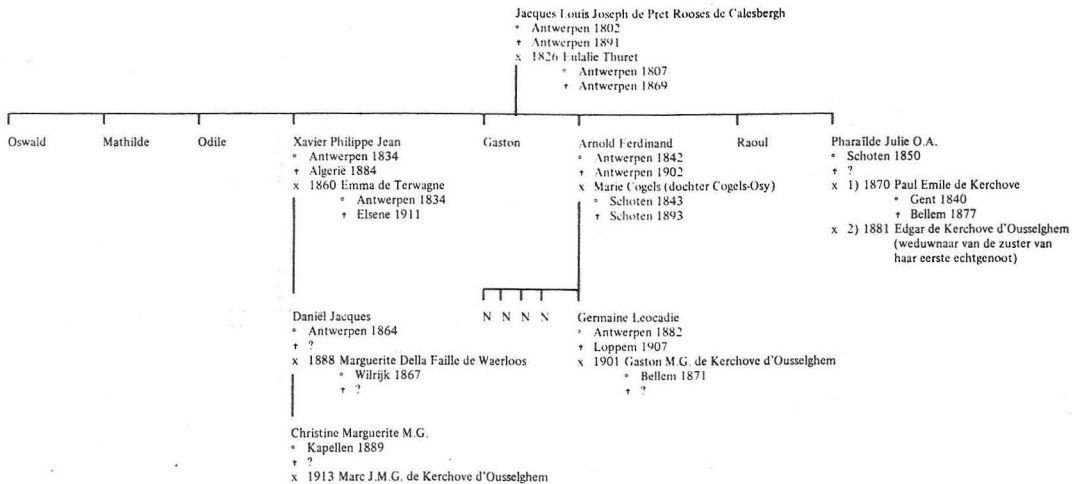 Jacques Louis Joseph de Pret Rooses de Calesbergh
° Antwerpen 1802
† Antwerpen 1891
x 1826 Eulalie Thuret
° Antwerpen 1807
† Antwerpen 1869
Oswald
Mathilde
Odile
Xavier Philippe Jean
° Antwerpen 1834
† Algerië 1884
x 1860 Emma de Terwagne
° Antwerpen 1834
† Elsene 1911
Gaston
Arnold Ferdinand
° Antwerpen 1842
† Antwerpen 1902
x Marie Cogels (dochter Cogels-Osy)
° Schoten 1843
† Schoten 1893
Raoul
Pharaïlde Julie O.A.
° Schoten 1850
† ?
x 1) 1870 Paul Emile de Kerchove
° Gent 1840
† Bellem 1877
x 2) 1881 Edgar de Kerchove d'Ousselghem
(weduwnaar van de zuster van
haar eerste echtgenoot)
Daniël Jacques
° Antwerpen 1864
† ?
x 1888 Marguerite Della Faille de Waerloos
° Wilrijk 1867
† ?
N N N N
Germaine Leocadie
° Antwerpen 1882
† Loppem 1907
x 1901 Gaston M.G. de Kerchove d'Ousselghem
° Bellem 1871
† ?
Christine Marguerite M.G.
° Kapellen 1889
† ?
x 1913 Marc J.M.G. de Kerchove d'Ousselghem